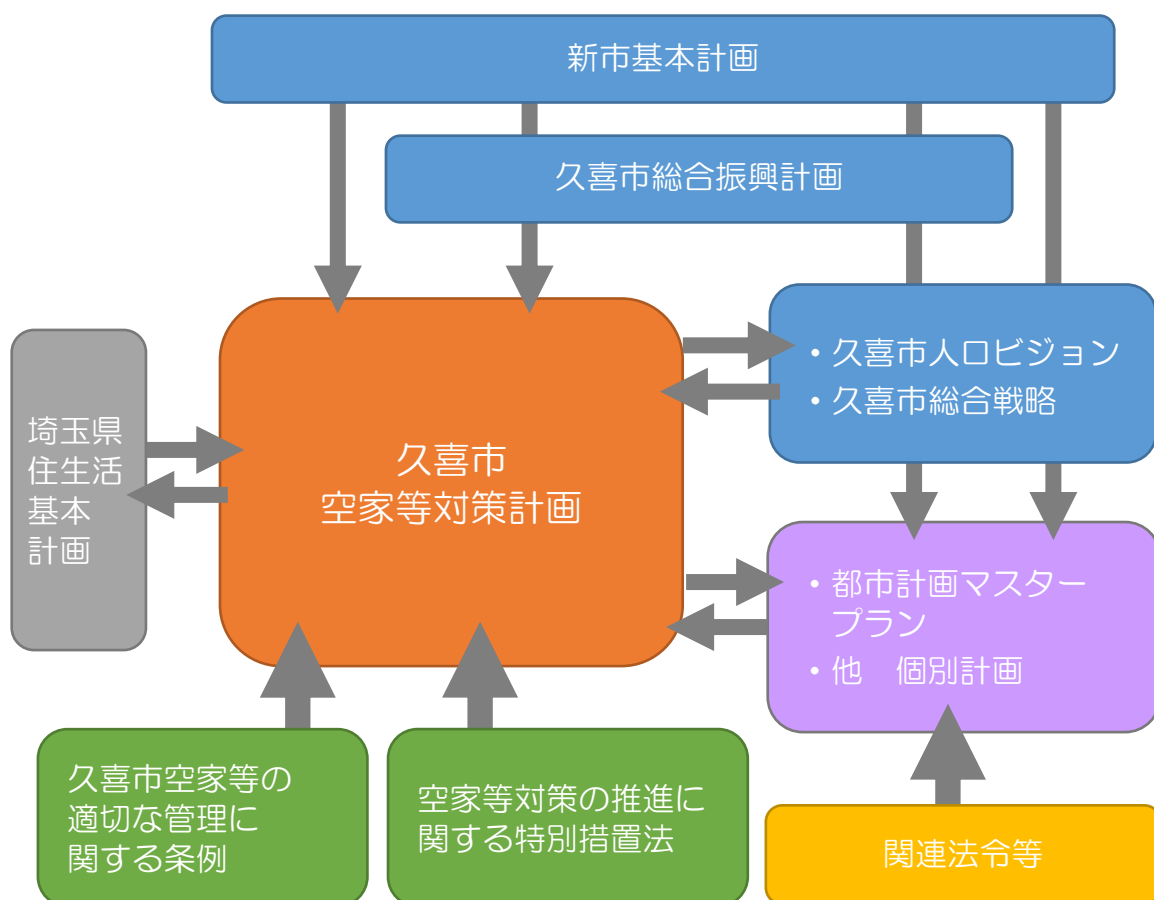 新市基本計画
久喜市総合振興計画
・久喜市人口ビジョン
・久喜市総合戦略
埼玉県
住生活
基本
計画
久喜市
空家等対策計画
・都市計画マスター
プラン
・他　個別計画
久喜市空家等の
適切な管理に
関する条例
空家等対策の推進に
関する特別措置法
関連法令等